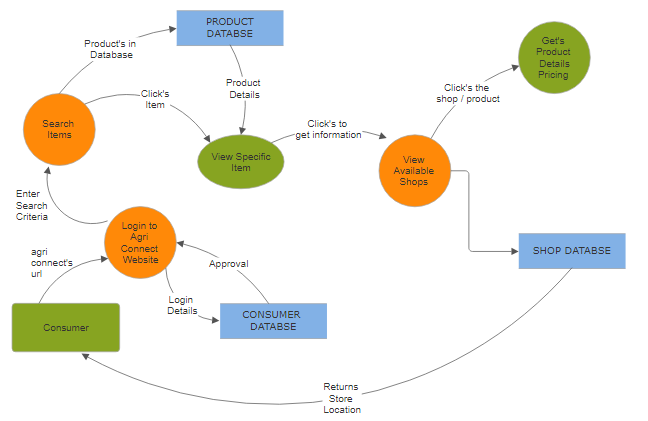 PRODUCT
DATABSE
Product's in
Database
Get's
Product
Details
Pricing
Product
Details
Click's
Item
Click's the
shop / product
Search
Items
Click's to
get information
View Specific
Item
View
Available
Shops
Enter
Search
Criteria
Login to
Agri
Connect
Website
agri
connect's
url
Approval
SHOP DATABSE
Login
Details
CONSUMER
DATABSE
Consumer
Returns
Store
Location